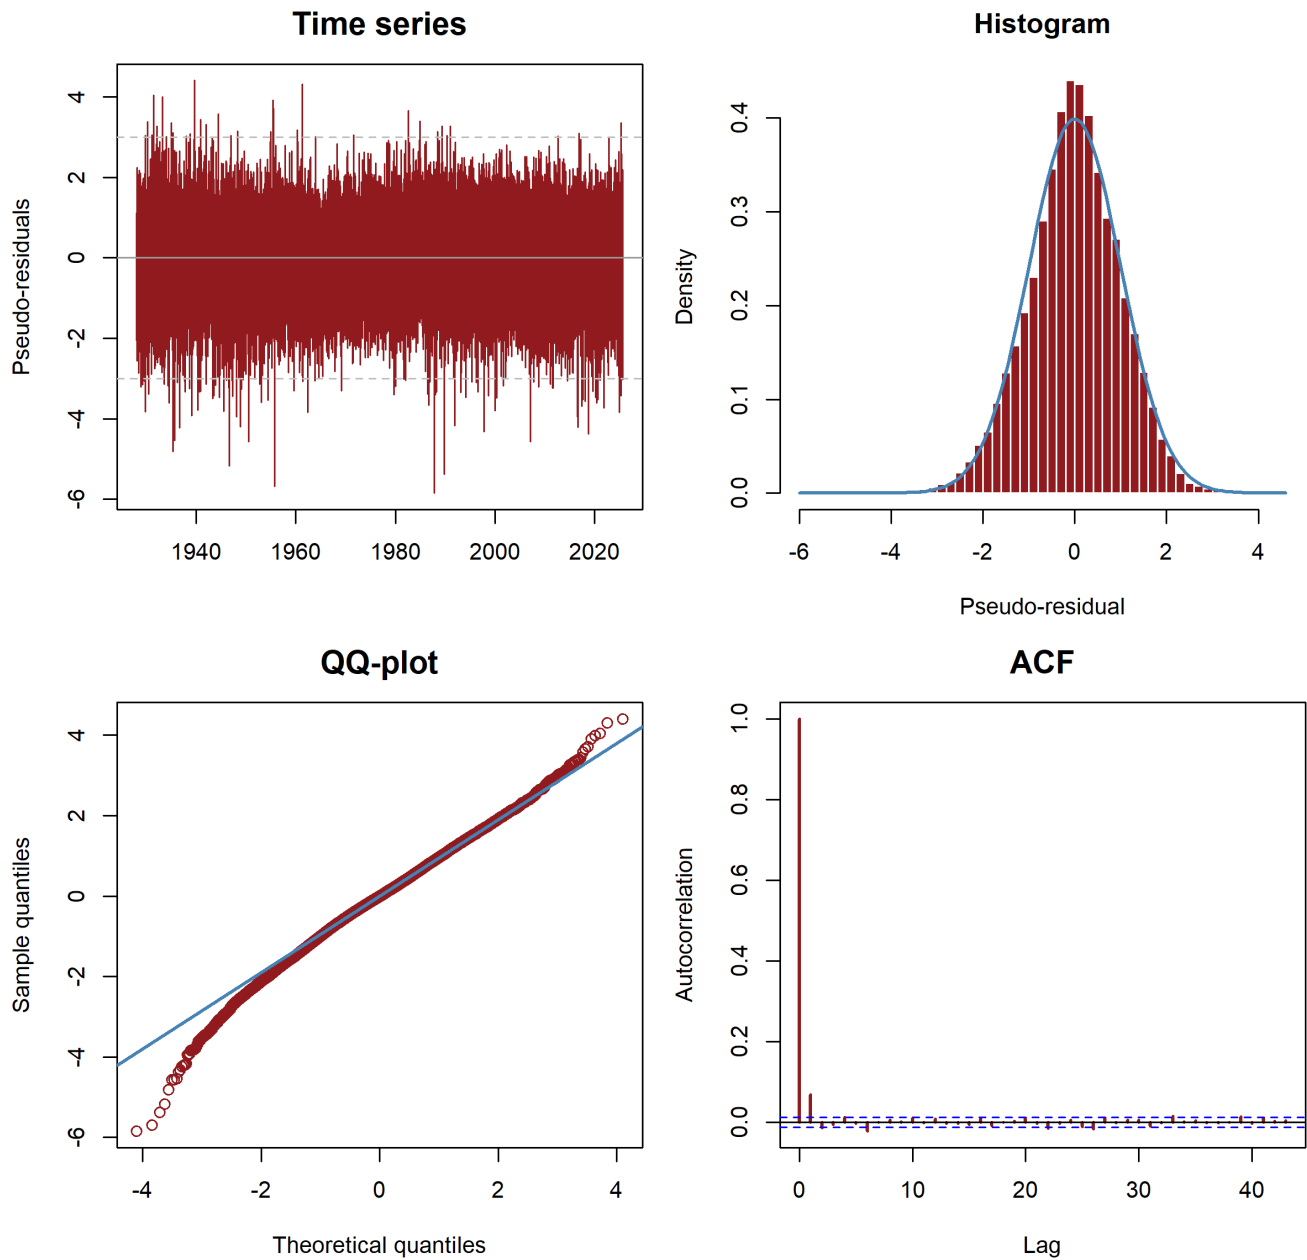 Time series
Pseudo-residuals
4
2
0
2
-4
-6
1940 1960 1980 2000 2020
Histogram
Density
0.4
0.3
0.2
0.1
0.0
-6 -4 -2 0 2 4
Pseudo-residual
QQ-plot
Sample quantiles
4
2
0
-2
-4
-6
-4 -2 0 2 4
Theoretical quantiles
ACF
Autocorrelation
1.0
0.8
0.6
0.4
0.2
0.0
0 10 20 30 40
Lag